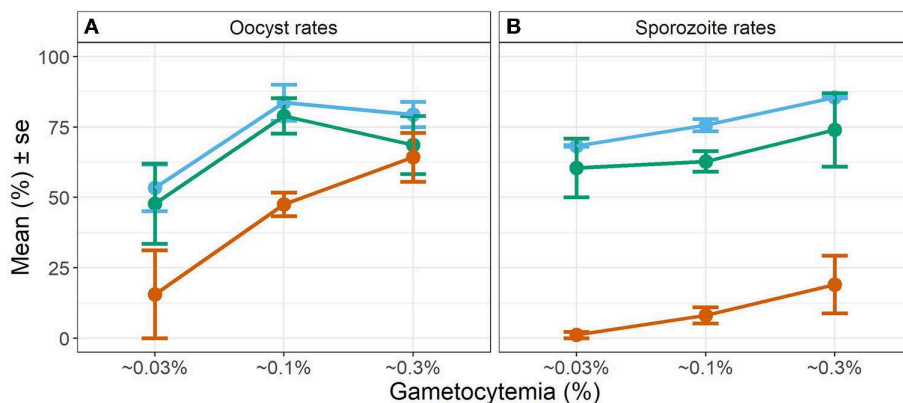 A Oocyst rates
B Sporozoite rates
Mean (%) ± se
100
75
50
25
0
~0.03% ~0.1% ~0.3%
~0.03% ~0.1% ~0.3%
Gametocytemia (%)